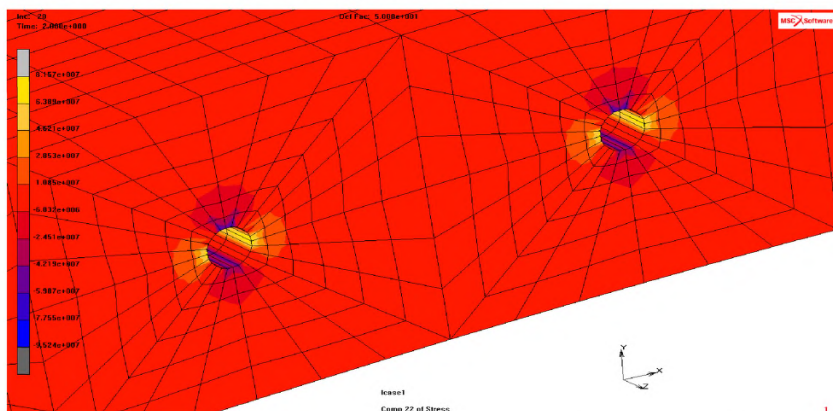 Inc: 20
Time: 2.000e+000
Def Fac: 5.000e+001
MSC Software
8.157e+007
6.389e+007
4.621e+007
2.853e+007
1.085e+007
-6.832e+006
-2.451e+007
-4.219e+007
-5.987e+007
-7.755e+007
-9.524e+007
Y
X
Z
lcase1
Comp 22 of Stress
1